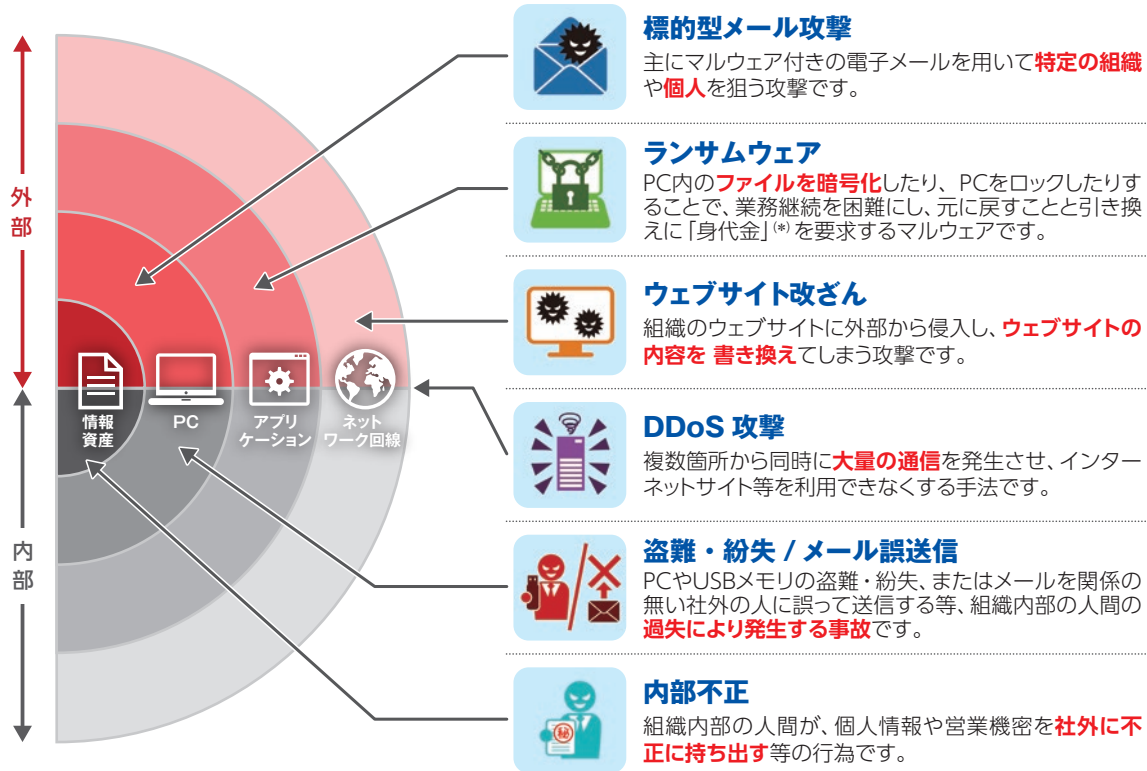 外部
内部
情報
資産
PC
アプリ
ケーション
ネット
ワーク回線
標的型メール攻撃
主にマルウェア付きの電子メールを用いて特定の組織
や個人を狙う攻撃です。
ランサムウェア
PC内のファイルを暗号化したり、PCをロックしたりす
ることで、業務継続を困難にし、元に戻すことと引き換
えに「身代金」(*)を要求するマルウェアです。
ウェブサイト改ざん
組織のウェブサイトに外部から侵入し、ウェブサイトの
内容を 書き換えてしまう攻撃です。
DDoS 攻撃
複数箇所から同時に大量の通信を発生させ、インター
ネットサイト等を利用できなくする手法です。
盗難・紛失 / メール誤送信
PCやUSBメモリの盗難・紛失、またはメールを関係の
無い社外の人に誤って送信する等、組織内部の人間の
過失により発生する事故です。
㊙
内部不正
組織内部の人間が、個人情報や営業機密を社外に不
正に持ち出す等の行為です。